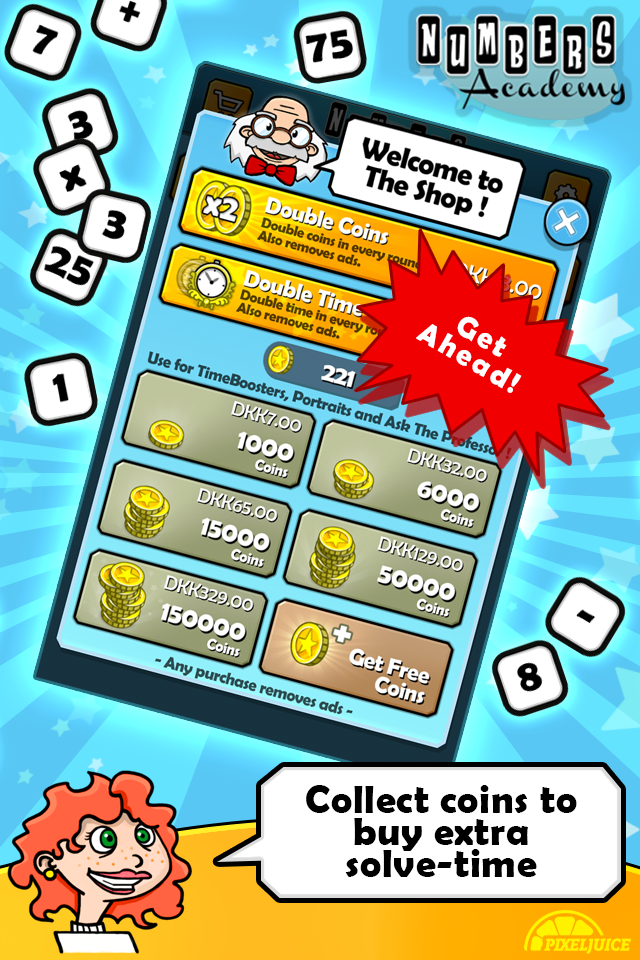 7
+
75
NUMBERS
Academy
3
x
3
25
1
Welcome to
The Shop !
x2
Double Coins
Double coins in every round
Also removes ads.
Double Time
Double time in every
Also removes ads.
Get
Ahead!
221
Use for TimeBoosters, Portraits and Ask The Professor !
DKK7.00
1000
Coins
DKK32.00
6000
Coins
DKK65.00
15000
Coins
DKK129.00
50000
Coins
DKK329.00
150000
Coins
+
Get Free
Coins
- Any purchase removes ads -
-
8
Collect coins to
buy extra
solve-time
PIXELJUICE